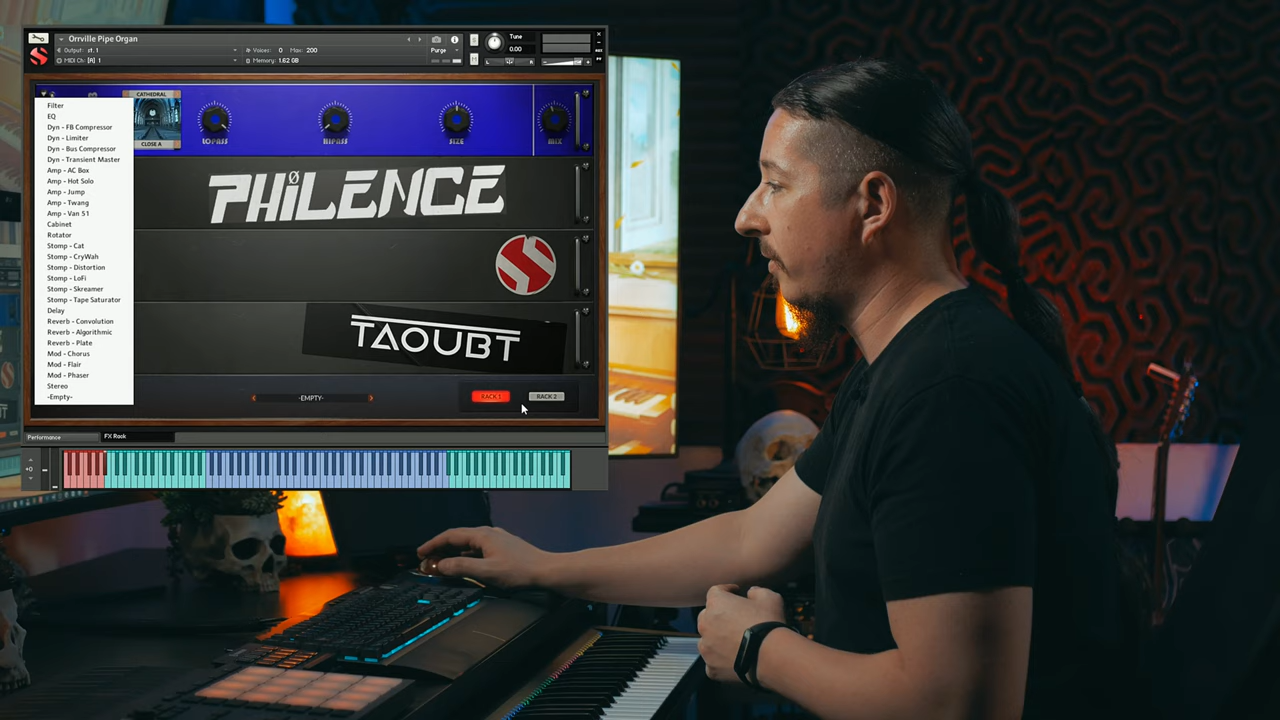 Orrville Pipe Organ
Output: st.1
Voices: 0 Max: 200
Purge
MIDI Ch: [A] 1
Memory: 1.62 GB
Tune
0.00
S
M
L
R
CATHEDRAL
CLOSE A
LOPASS
HIPASS
SIZE
MIX
Filter
EQ
Dyn - FB Compressor
Dyn - Limiter
Dyn - Bus Compressor
Dyn - Transient Master
Amp - AC Box
Amp - Hot Solo
Amp - Jump
Amp - Twang
Amp - Van 51
Cabinet
Rotator
Stomp - Cat
Stomp - CryWah
Stomp - Distortion
Stomp - LoFi
Stomp - Skreamer
Stomp - Tape Saturator
Delay
Reverb - Convolution
Reverb - Algorithmic
Reverb - Plate
Mod - Chorus
Mod - Flair
Mod - Phaser
Stereo
-Empty-
PHILENCE
TAOUBT
-EMPTY-
RACK 1
RACK 2
Performance
FX Rack
+0